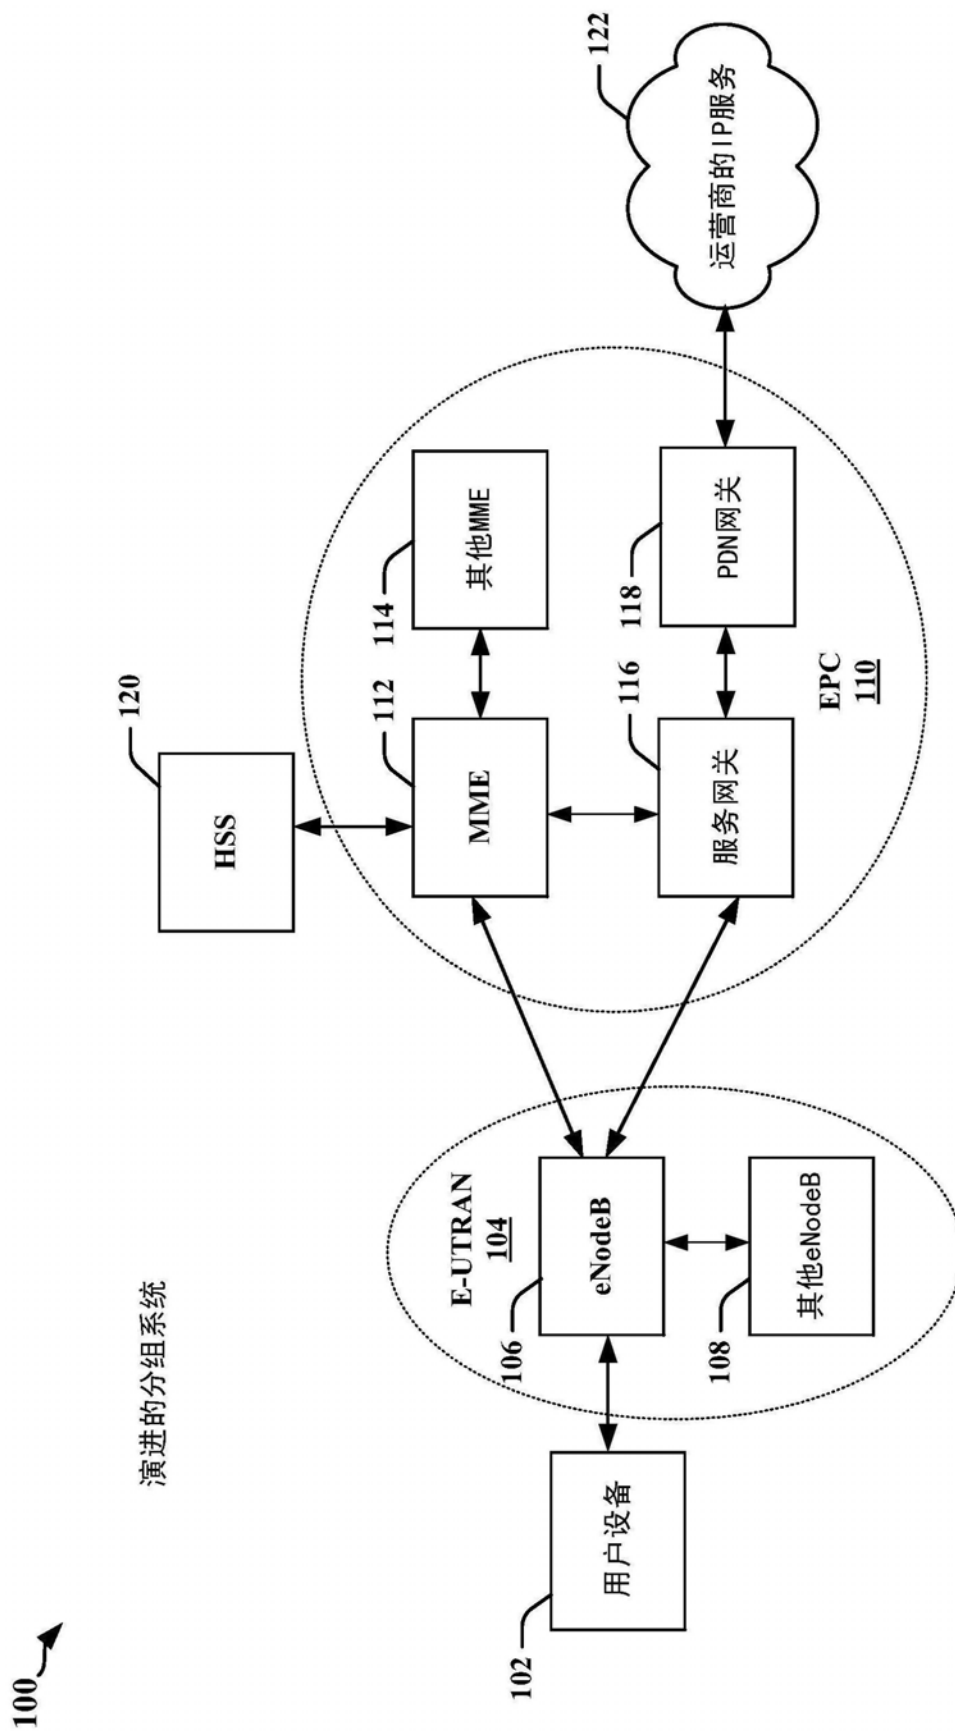 100
演进的分组系统
120
HSS
122
运营商的IP服务
112
MME
114
其他MME
116
服务网关
118
PDN网关
EPC
110
E-UTRAN
104
106
eNodeB
102
用户设备
108
其他eNodeB